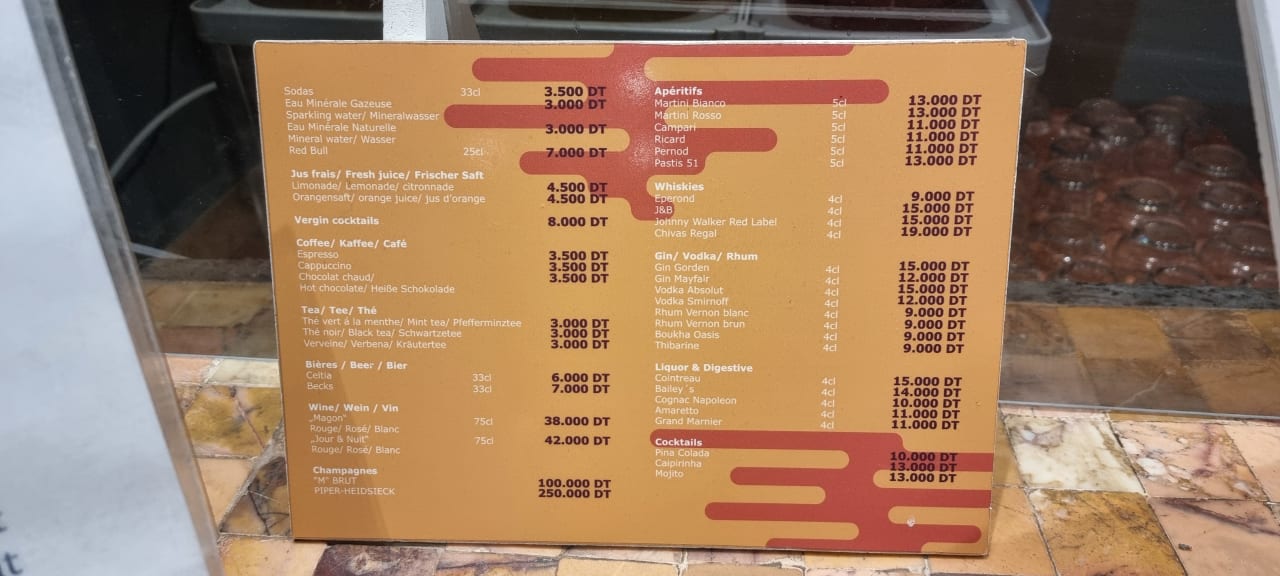 Sodas 33cl 3.500 DT
Eau Minérale Gazeuse 3.000 DT
Sparkling water/ Mineralwasser
Eau Minérale Naturelle 3.000 DT
Mineral water/ Wasser
Red Bull 25cl 7.000 DT
Jus frais/ Fresh juice/ Frischer Saft
Limonade/ Lemonade/ citronnade 4.500 DT
Orangensaft/ orange juice/ jus d'orange 4.500 DT
Vergin cocktails 8.000 DT
Coffee/ Kaffee/ Café
Espresso 3.500 DT
Cappuccino 3.500 DT
Chocolat chaud/ 3.500 DT
Hot chocolate/ Heiße Schokolade
Tea/ Tee/ Thé
Thé vert á la menthe/ Mint tea/ Pfefferminztee 3.000 DT
Thé noir/ Black tea/ Schwartzetee 3.000 DT
Verveine/ Verbena/ Kräutertee 3.000 DT
Bières / Beer / Bier
Celtia 33cl 6.000 DT
Becks 33cl 7.000 DT
Wine/ Wein / Vin
„Magon"
Rouge/ Rosé/ Blanc 75cl 38.000 DT
„Jour & Nuit"
Rouge/ Rosé/ Blanc 75cl 42.000 DT
Champagnes
"M" BRUT 100.000 DT
PIPER-HEIDSIECK 250.000 DT
Apéritifs
Martini Bianco 5cl 13.000 DT
Martini Rosso 5cl 13.000 DT
Campari 5cl 11.000 DT
Ricard 5cl 11.000 DT
Pernod 5cl 11.000 DT
Pastis 51 5cl 13.000 DT
Whiskies
Eperond 4cl 9.000 DT
J&B 4cl 15.000 DT
Johnny Walker Red Label 4cl 15.000 DT
Chivas Regal 4cl 19.000 DT
Gin/ Vodka/ Rhum
Gin Gorden 4cl 15.000 DT
Gin Mayfair 4cl 12.000 DT
Vodka Absolut 4cl 15.000 DT
Vodka Smirnoff 4cl 12.000 DT
Rhum Vernon blanc 4cl 9.000 DT
Rhum Vernon brun 4cl 9.000 DT
Boukha Oasis 4cl 9.000 DT
Thibarine 4cl 9.000 DT
Liquor & Digestive
Cointreau 4cl 15.000 DT
Bailey´s 4cl 14.000 DT
Cognac Napoleon 4cl 10.000 DT
Amaretto 4cl 11.000 DT
Grand Marnier 4cl 11.000 DT
Cocktails
Pina Colada 10.000 DT
Caipirinha 13.000 DT
Mojito 13.000 DT